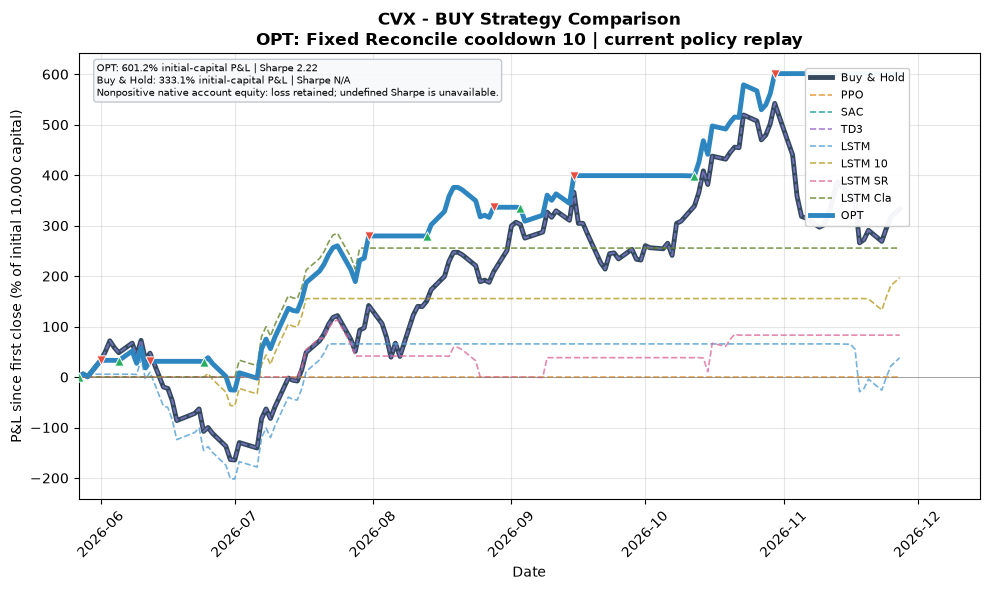 CVX - BUY Strategy Comparison
OPT: Fixed Reconcile cooldown 10 | current policy replay
OPT: 601.2% initial-capital P&L | Sharpe 2.22
Buy & Hold: 333.1% initial-capital P&L | Sharpe N/A
Nonpositive native account equity: loss retained; undefined Sharpe is unavailable.
Buy & Hold
PPO
SAC
TD3
LSTM
LSTM 10
LSTM SR
LSTM Cla
OPT
P&L since first close (% of initial 10,000 capital)
600
500
400
300
200
100
0
−100
−200
2026-06
2026-07
2026-08
2026-09
2026-10
2026-11
2026-12
Date